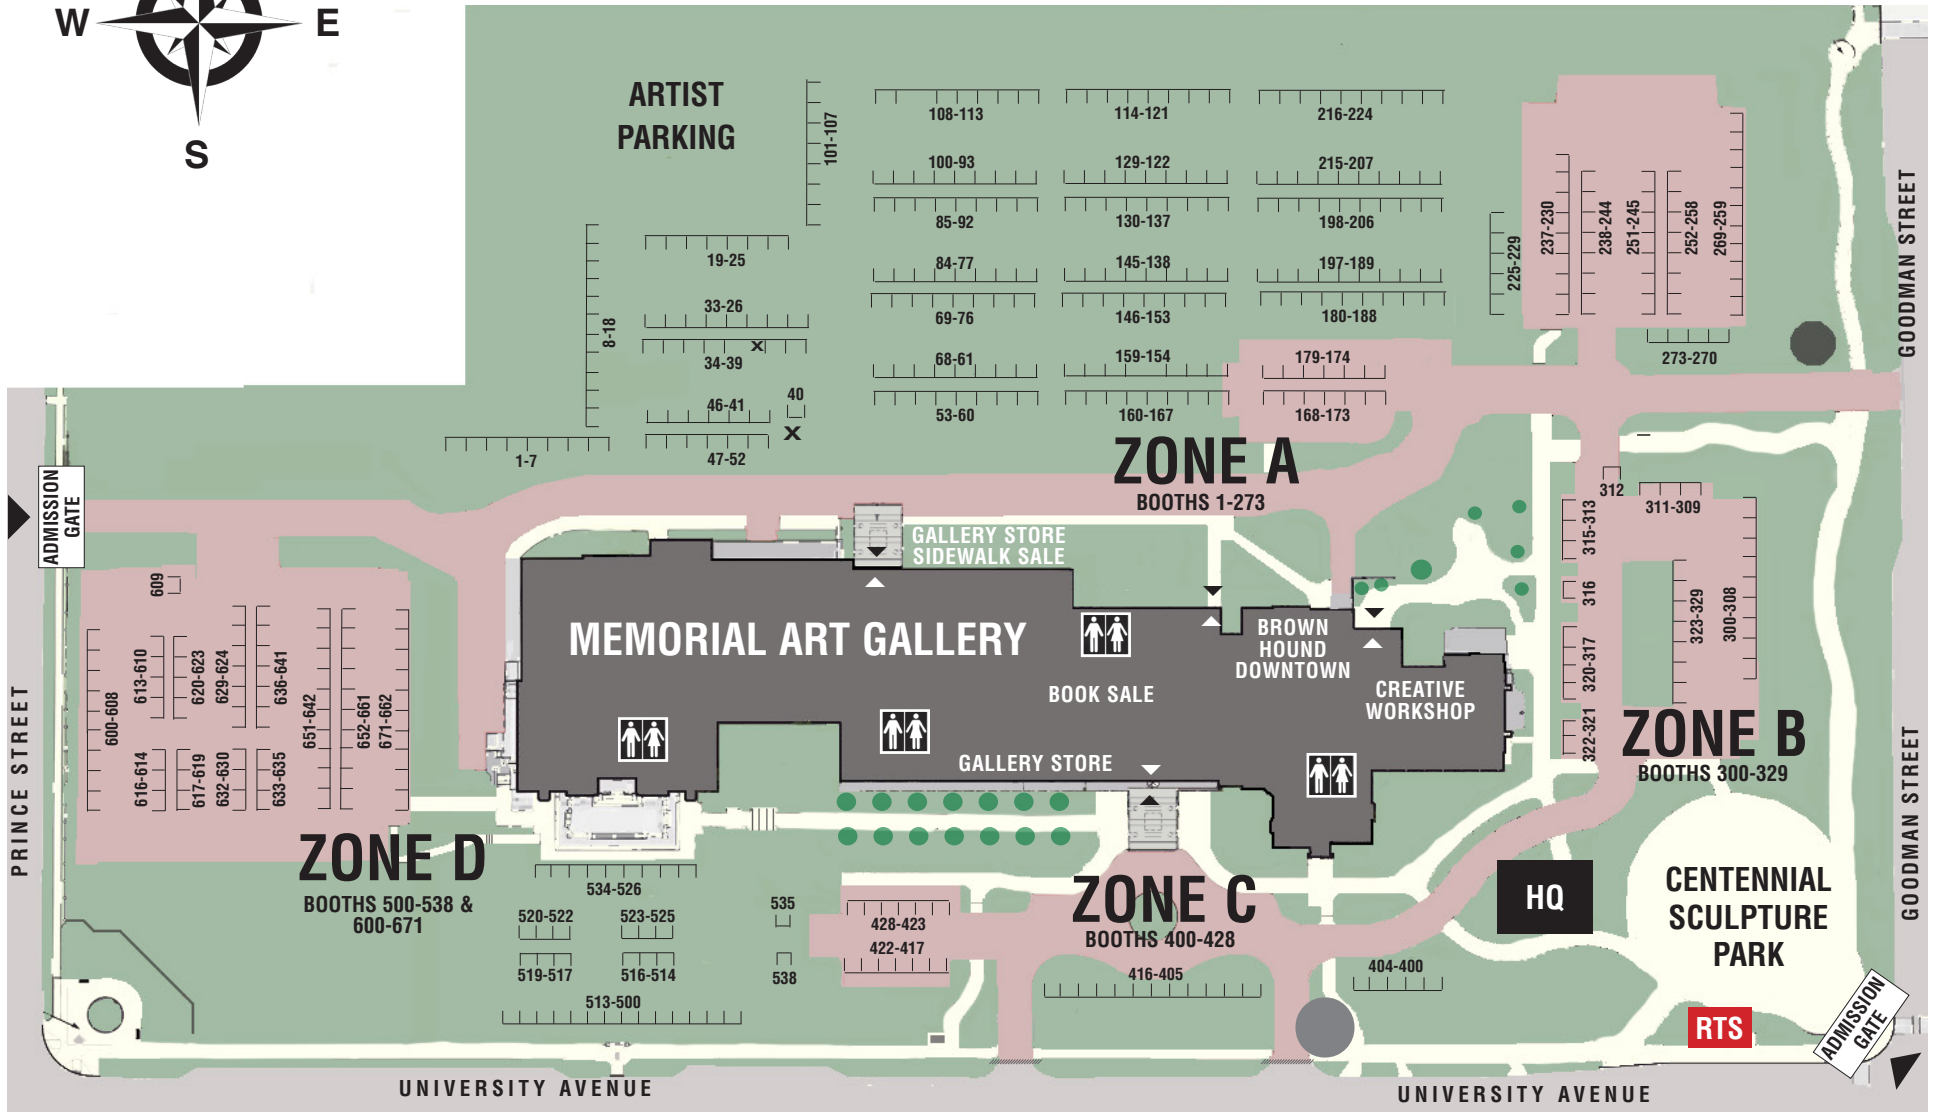 W
E
S
ARTIST
PARKING
101-107
108-113
114-121
216-224
100-93
129-122
215-207
85-92
130-137
198-206
84-77
145-138
197-189
69-76
146-153
180-188
68-61
159-154
179-174
53-60
160-167
168-173
19-25
33-26
8-18
34-39
X
46-41
40
X
1-7
47-52
225-229
237-230
238-244
251-245
252-258
269-259
273-270
GOODMAN STREET
GOODMAN STREET
ZONE A
BOOTHS 1-273
ADMISSION
GATE
GALLERY STORE
SIDEWALK SALE
MEMORIAL ART GALLERY
BROWN
HOUND
DOWNTOWN
BOOK SALE
CREATIVE
WORKSHOP
GALLERY STORE
312
311-309
315-313
316
320-317
322-321
323-329
300-308
ZONE B
BOOTHS 300-329
PRINCE STREET
609
600-608
613-610
620-623
629-624
636-641
651-642
652-661
671-662
616-614
617-619
632-630
633-635
ZONE D
BOOTHS 500-538 &
600-671
534-526
520-522
523-525
535
519-517
516-514
538
513-500
428-423
422-417
ZONE C
BOOTHS 400-428
416-405
404-400
HQ
CENTENNIAL
SCULPTURE
PARK
RTS
ADMISSION
GATE
UNIVERSITY AVENUE
UNIVERSITY AVENUE